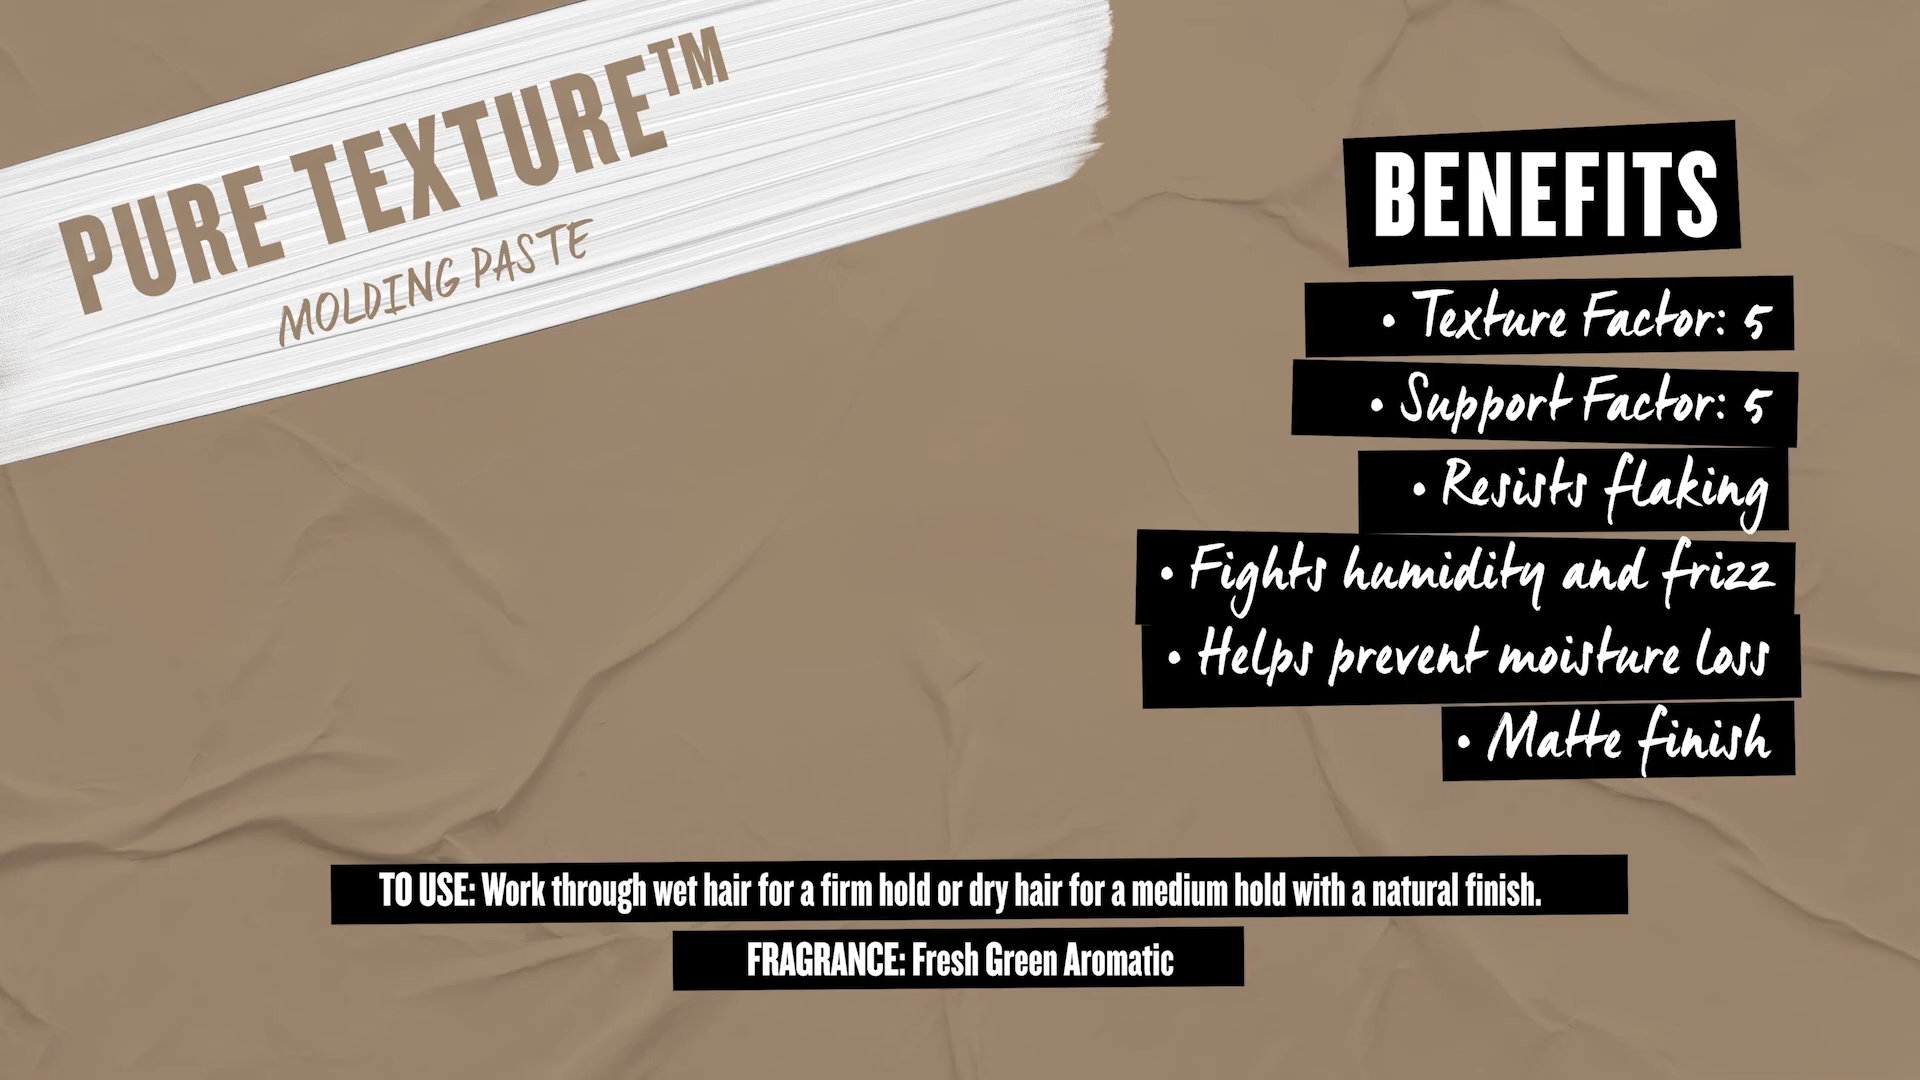 PURE TEXTURE™
MOLDING PASTE
BENEFITS
• Texture Factor: 5
• Support Factor: 5
• Resists flaking
• Fights humidity and frizz
• Helps prevent moisture loss
• Matte finish
TO USE: Work through wet hair for a firm hold or dry hair for a medium hold with a natural finish.
FRAGRANCE: Fresh Green Aromatic